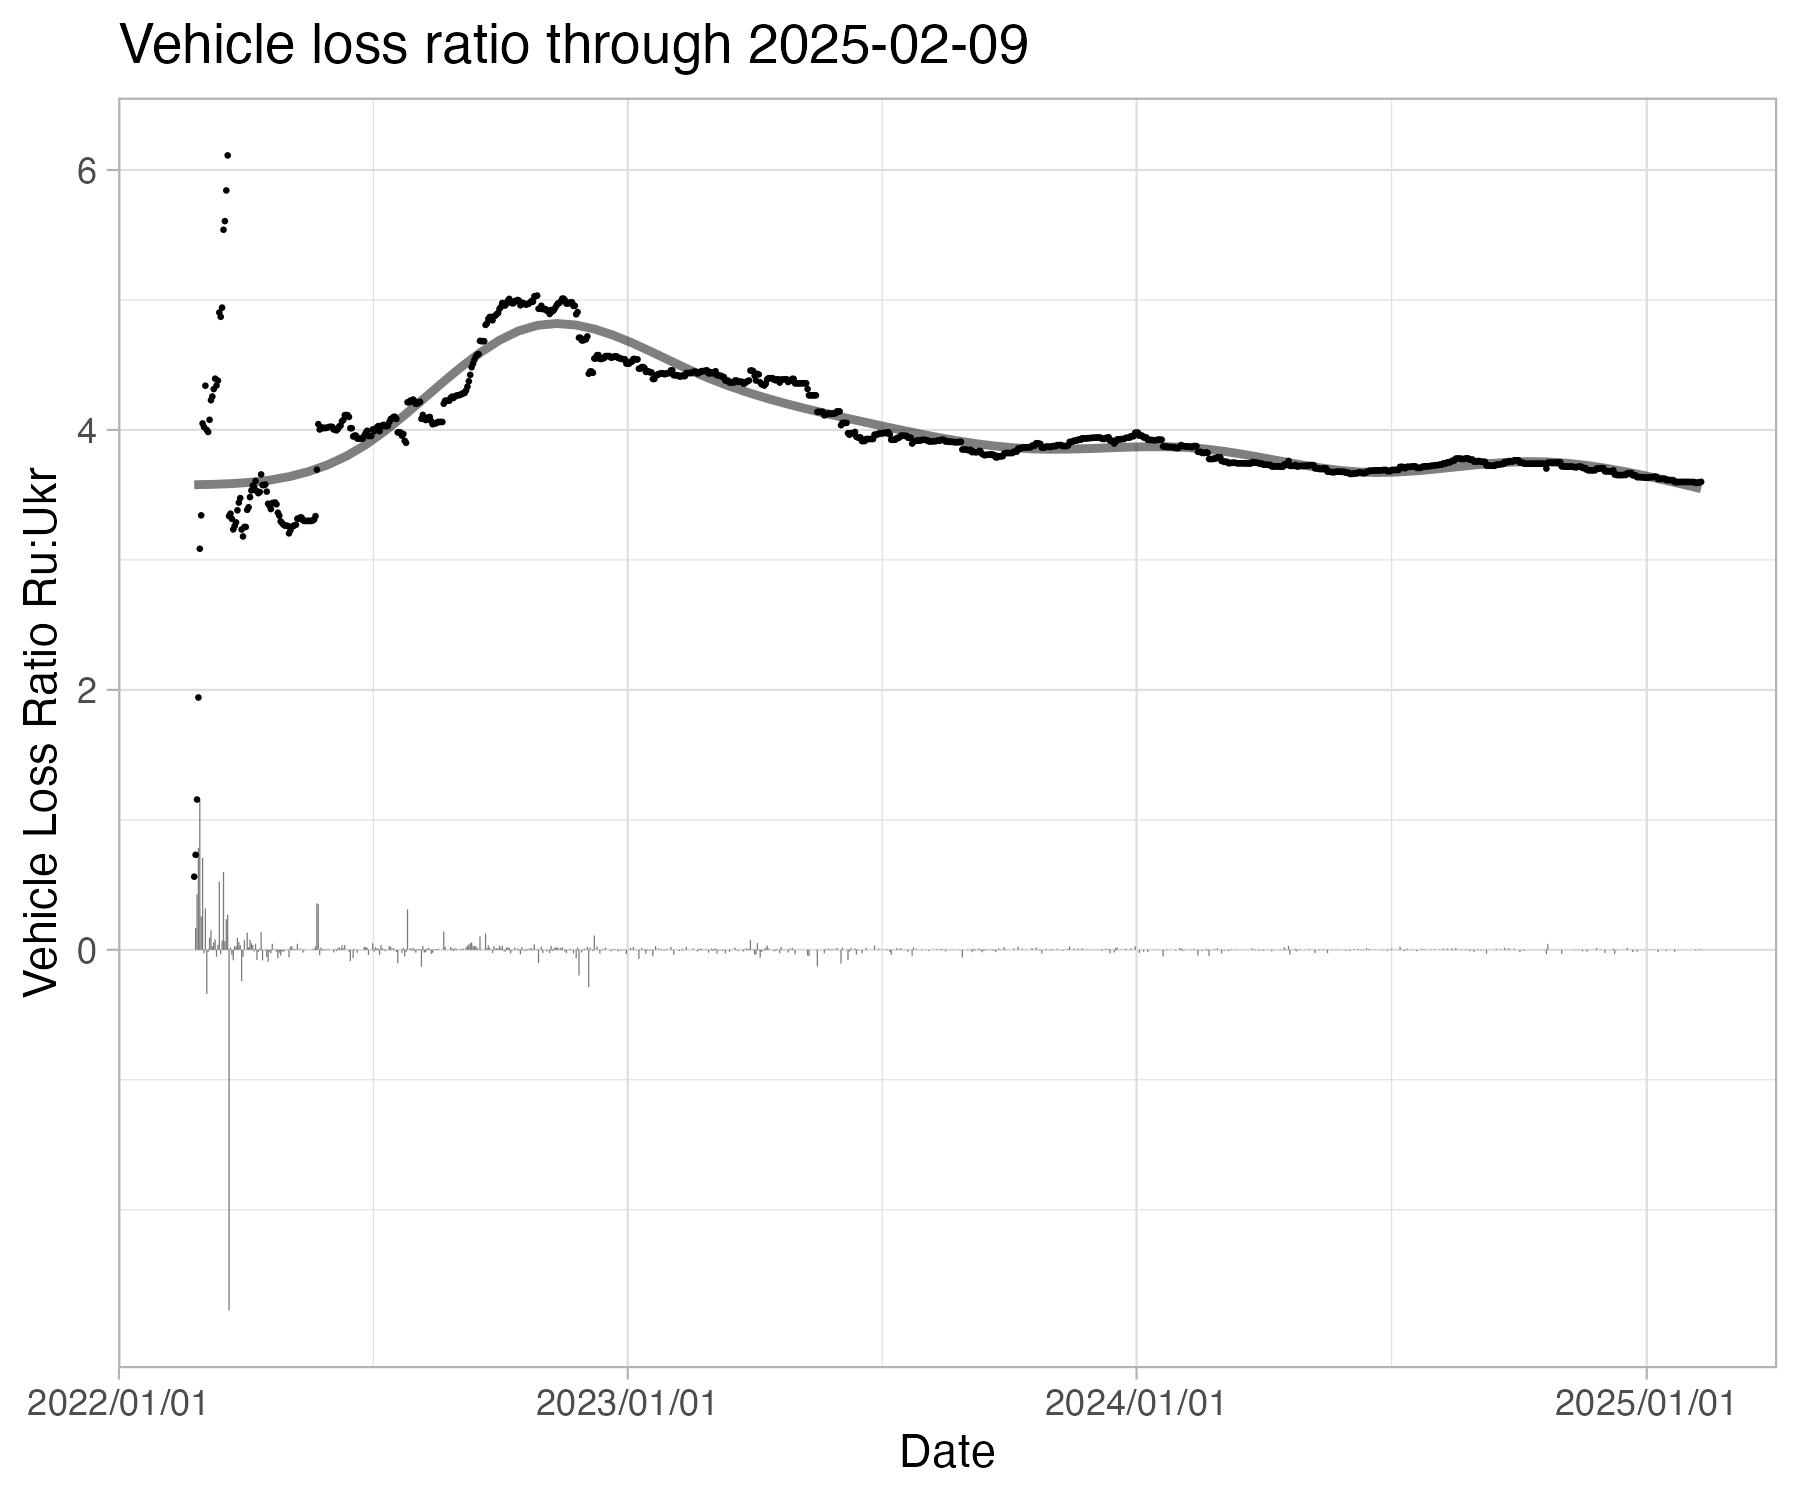 Vehicle loss ratio through 2025-02-09
Vehicle Loss Ratio Ru:Ukr
6
4
2
0
2022/01/01
2023/01/01
2024/01/01
2025/01/01
Date